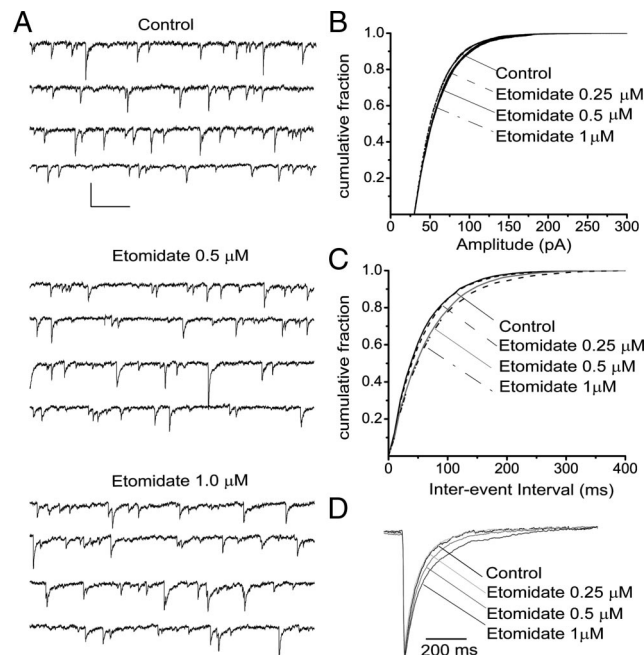 A
Control
Etomidate 0.5 μM
Etomidate 1.0 μM
B
1.0
0.8
0.6
0.4
0.2
cumulative fraction
Control
Etomidate 0.25 μM
Etomidate 0.5 μM
Etomidate 1μM
0
50
100
150
200
250
300
Amplitude (pA)
C
1.0
0.8
0.6
0.4
0.2
cumulative fraction
Control
Etomidate 0.25 μM
Etomidate 0.5 μM
Etomidate 1μM
0
100
200
300
400
Inter-event Interval (ms)
D
Control
Etomidate 0.25 μM
Etomidate 0.5 μM
Etomidate 1μM
200 ms